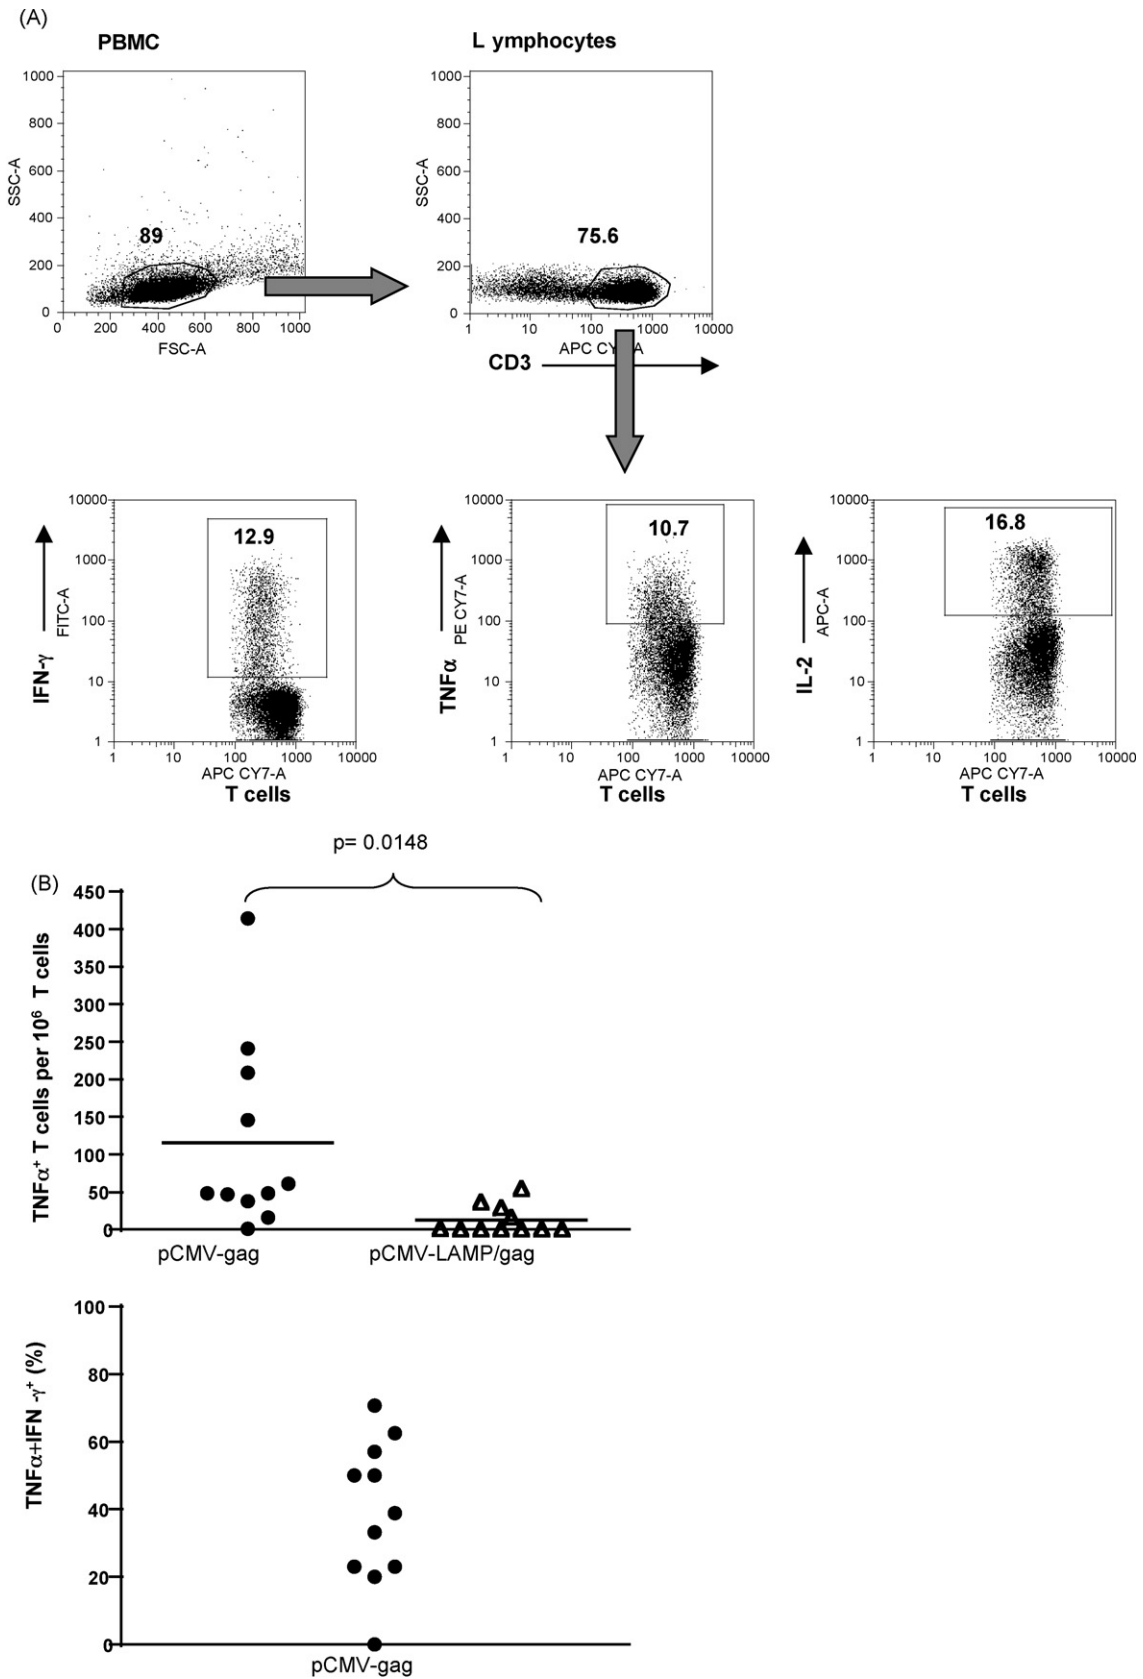 (A)
PBMC
L ymphocytes
1000
800
600
400
200
0
SSC-A
89
0 200 400 600 800 1000
FSC-A
1000
800
600
400
200
0
SSC-A
75.6
1 10 100 1000 10000
APC CY A
CD3
10000
1000
100
10
1
IFN-γ
FITC-A
12.9
1 10 100 1000 10000
APC CY7-A
T cells
10000
1000
100
10
1
TNFα
PE CY7-A
10.7
1 10 100 1000 10000
APC CY7-A
T cells
10000
1000
100
10
1
IL-2
APC-A
16.8
1 10 100 1000 10000
APC CY7-A
T cells
p= 0.0148
(B)
450
400
350
300
250
200
150
100
50
0
TNFα⁺ T cells per 10⁶ T cells
pCMV-gag pCMV-LAMP/gag
100
80
60
40
20
0
TNFα+IFN -γ⁺ (%)
pCMV-gag